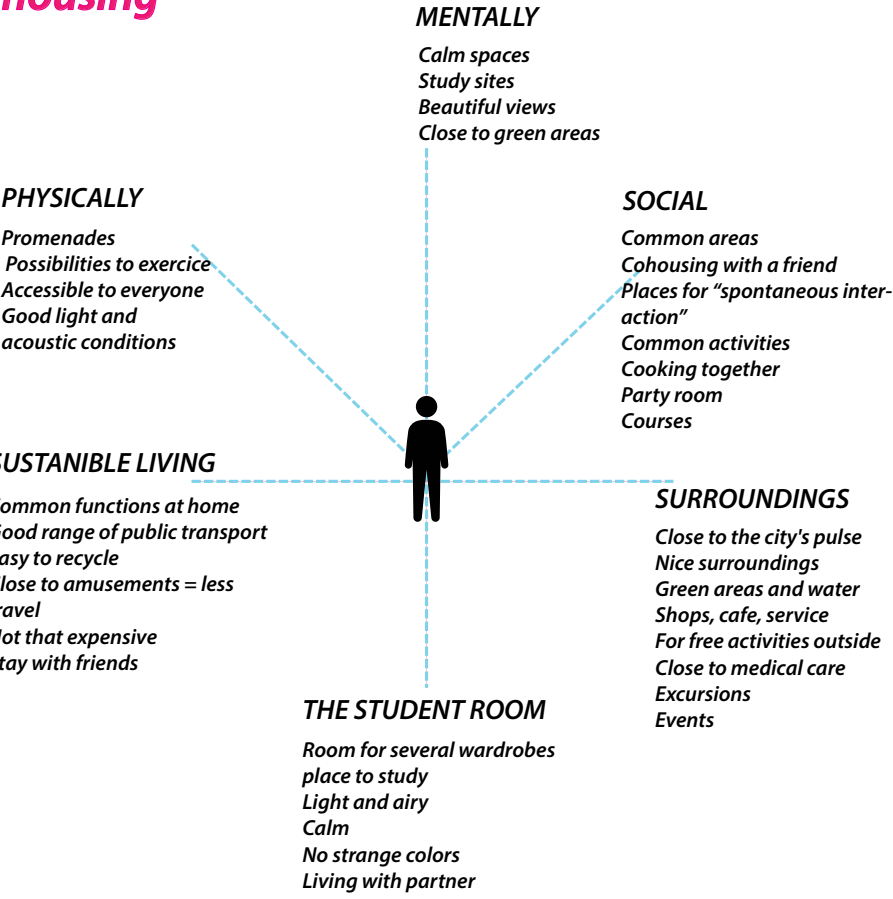 housing
MENTALLY
Calm spaces
Study sites
Beautiful views
Close to green areas
PHYSICALLY
Promenades
Possibilities to exercice
Accessible to everyone
Good light and
acoustic conditions
SOCIAL
Common areas
Cohousing with a friend
Places for “spontaneous inter-
action”
Common activities
Cooking together
Party room
Courses
SUSTANIBLE LIVING
ommon functions at home
ood range of public transport
asy to recycle
lose to amusements = less
ravel
ot that expensive
tay with friends
SURROUNDINGS
Close to the city's pulse
Nice surroundings
Green areas and water
Shops, cafe, service
For free activities outside
Close to medical care
Excursions
Events
THE STUDENT ROOM
Room for several wardrobes
place to study
Light and airy
Calm
No strange colors
Living with partner